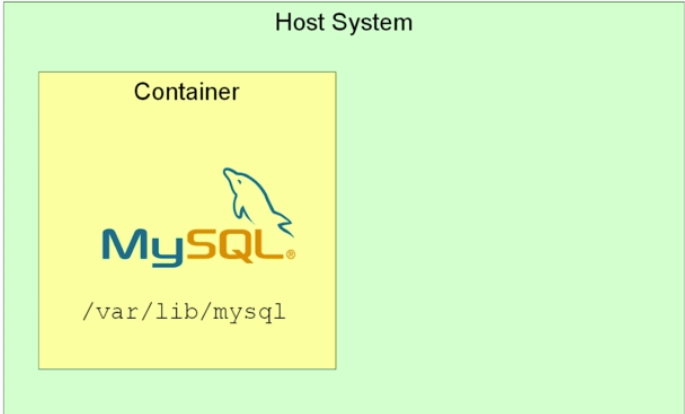 Host System
Container
MySQL®
/var/lib/mysql